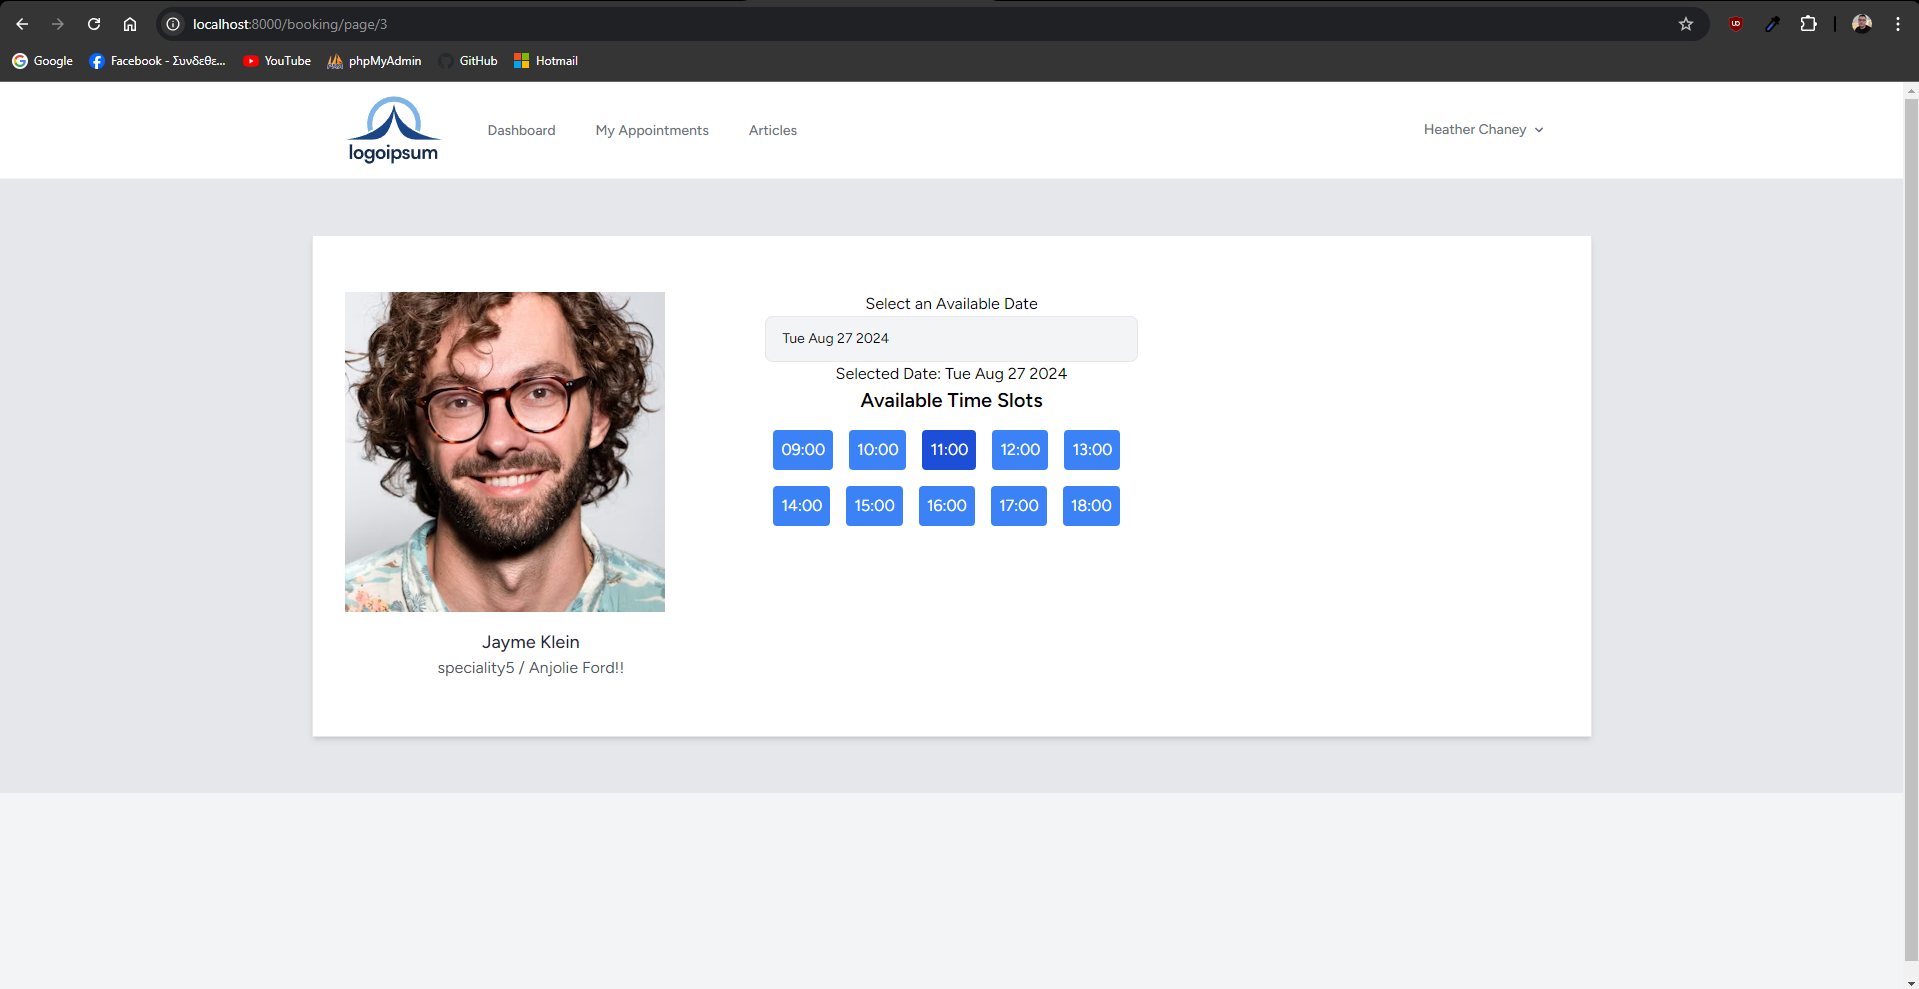 localhost:8000/booking/page/3
Google Facebook - Συνδεθε... YouTube phpMyAdmin GitHub Hotmail
logoipsum
Dashboard My Appointments Articles Heather Chaney
Select an Available Date
Tue Aug 27 2024
Selected Date: Tue Aug 27 2024
Available Time Slots
09:00 10:00 11:00 12:00 13:00
14:00 15:00 16:00 17:00 18:00
Jayme Klein
speciality5 / Anjolie Ford!!